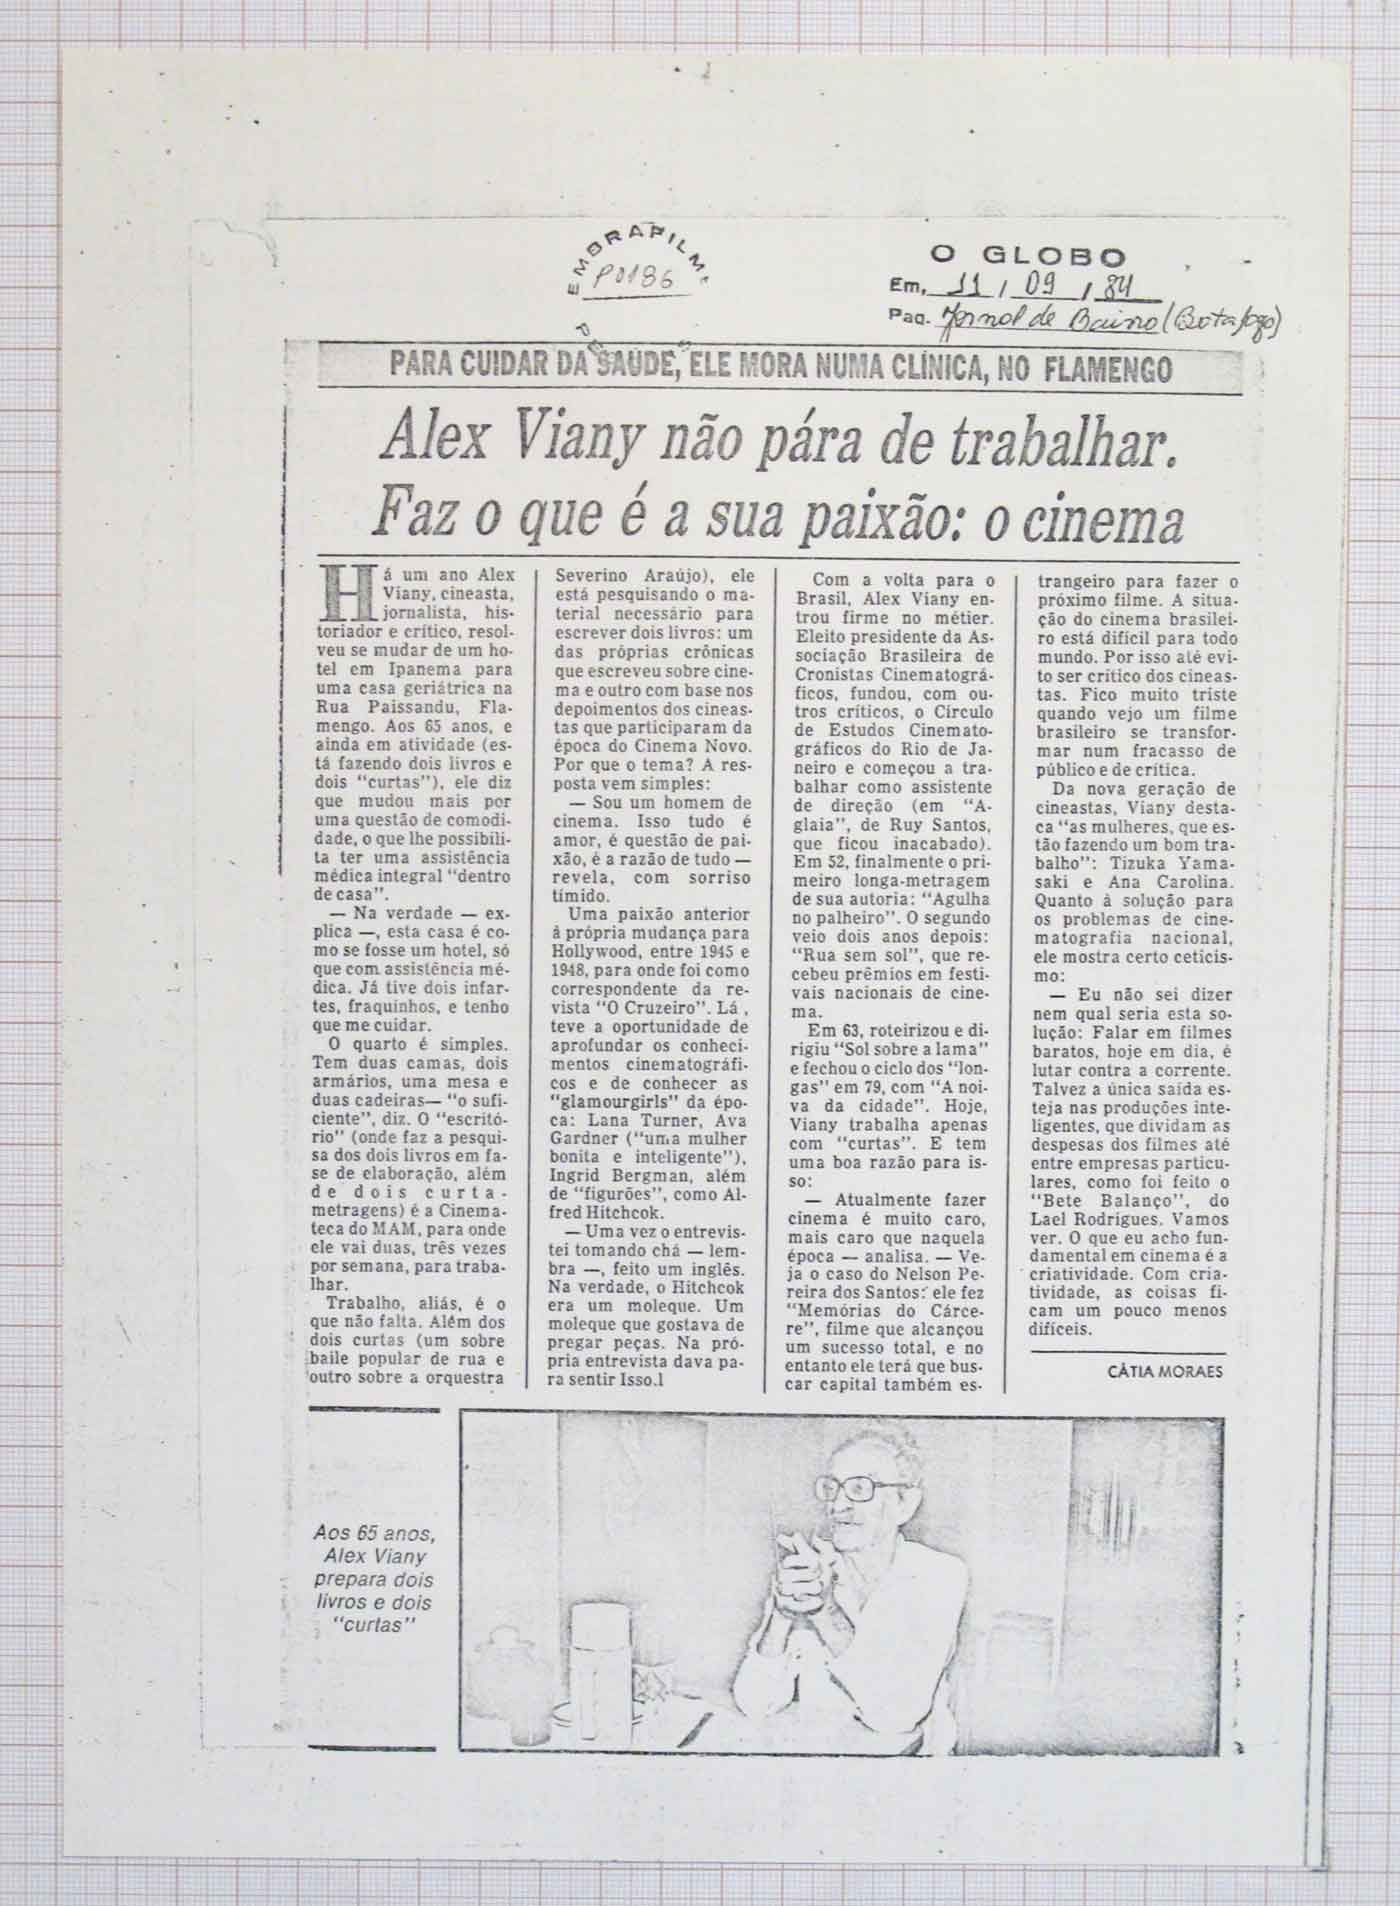 EMBRAFILME
P0186
O GLOBO
Em, 11 / 09 / 84
Pag. Jornal de Bairro (Botafogo)
PARA CUIDAR DA SAÚDE, ELE MORA NUMA CLÍNICA, NO FLAMENGO
Alex Viany não pára de trabalhar.
Faz o que é a sua paixão: o cinema
Há um ano Alex
Viany, cineasta,
jornalista, his-
toriador e crítico, resol-
veu se mudar de um ho-
tel em Ipanema para
uma casa geriátrica na
Rua Paissandu, Fla-
mengo. Aos 65 anos, e
ainda em atividade (es-
tá fazendo dois livros e
dois "curtas"), ele diz
que mudou mais por
uma questão de comodi-
dade, o que lhe possibili-
ta ter uma assistência
médica integral "dentro
de casa".
— Na verdade — ex-
plica —, esta casa é co-
mo se fosse um hotel, só
que com assistência mé-
dica. Já tive dois infar-
tes, fraquinhos, e tenho
que me cuidar.
O quarto é simples.
Tem duas camas, dois
armários, uma mesa e
duas cadeiras— "o sufi-
ciente", diz. O "escritó-
rio" (onde faz a pesqui-
sa dos dois livros em fa-
se de elaboração, além
de dois curta-
metragens) é a Cinema-
teca do MAM, para onde
ele vai duas, três vezes
por semana, para traba-
lhar.
Trabalho, aliás, é o
que não falta. Além dos
dois curtas (um sobre
baile popular de rua e
outro sobre a orquestra
Severino Araújo), ele
está pesquisando o ma-
terial necessário para
escrever dois livros: um
das próprias crônicas
que escreveu sobre cine-
ma e outro com base nos
depoimentos dos cineas-
tas que participaram da
época do Cinema Novo.
Por que o tema? A res-
posta vem simples:
— Sou um homem de
cinema. Isso tudo é
amor, é questão de pai-
xão, é a razão de tudo —
revela, com sorriso
tímido.
Uma paixão anterior
à própria mudança para
Hollywood, entre 1945 e
1948, para onde foi como
correspondente da re-
vista "O Cruzeiro". Lá,
teve a oportunidade de
aprofundar os conheci-
mentos cinematográfi-
cos e de conhecer as
"glamourgirls" da épo-
ca: Lana Turner, Ava
Gardner ("uma mulher
bonita e inteligente"),
Ingrid Bergman, além
de "figurões", como Al-
fred Hitchcok.
— Uma vez o entrevis-
tei tomando chá — lem-
bra —, feito um inglês.
Na verdade, o Hitchcok
era um moleque. Um
moleque que gostava de
pregar peças. Na pró-
pria entrevista dava pa-
ra sentir Isso.l
Com a volta para o
Brasil, Alex Viany en-
trou firme no métier.
Eleito presidente da As-
sociação Brasileira de
Cronistas Cinematográ-
ficos, fundou, com ou-
tros críticos, o Círculo
de Estudos Cinemato-
gráficos do Rio de Ja-
neiro e começou a tra-
balhar como assistente
de direção (em "A-
glaia", de Ruy Santos,
que ficou inacabado).
Em 52, finalmente o pri-
meiro longa-metragem
de sua autoria: "Agulha
no palheiro". O segundo
veio dois anos depois:
"Rua sem sol", que re-
cebeu prêmios em festi-
vais nacionais de cine-
ma.
Em 63, roteirizou e di-
rigiu "Sol sobre a lama"
e fechou o ciclo dos "lon-
gas" em 79, com "A noi-
va da cidade". Hoje,
Viany trabalha apenas
com "curtas". E tem
uma boa razão para is-
so:
— Atualmente fazer
cinema é muito caro,
mais caro que naquela
época — analisa. — Ve-
ja o caso do Nelson Pe-
reira dos Santos: ele fez
"Memórias do Cárce-
re", filme que alcançou
um sucesso total, e no
entanto ele terá que bus-
car capital também es-
trangeiro para fazer o
próximo filme. A situa-
ção do cinema brasilei-
ro está difícil para todo
mundo. Por isso até evi-
to ser crítico dos cineas-
tas. Fico muito triste
quando vejo um filme
brasileiro se transfor-
mar num fracasso de
público e de crítica.
Da nova geração de
cineastas, Viany desta-
ca "as mulheres, que es-
tão fazendo um bom tra-
balho": Tizuka Yama-
saki e Ana Carolina.
Quanto à solução para
os problemas de cine-
matografia nacional,
ele mostra certo ceticis-
mo:
— Eu não sei dizer
nem qual seria esta so-
lução: Falar em filmes
baratos, hoje em dia, é
lutar contra a corrente.
Talvez a única saída es-
teja nas produções inte-
ligentes, que dividam as
despesas dos filmes até
entre empresas particu-
lares, como foi feito o
"Bete Balanço", do
Lael Rodrigues. Vamos
ver. O que eu acho fun-
damental em cinema é a
criatividade. Com cria-
tividade, as coisas fi-
cam um pouco menos
difíceis.
CÁTIA MORAES
Aos 65 anos,
Alex Viany
prepara dois
livros e dois
"curtas"